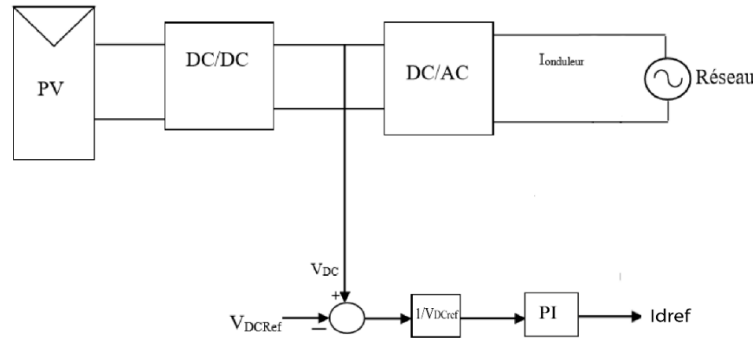 PV
DC/DC
DC/AC
Ionduleur
Réseau
VDC
+
VDCRef
−
1/VDCref
PI
Idref